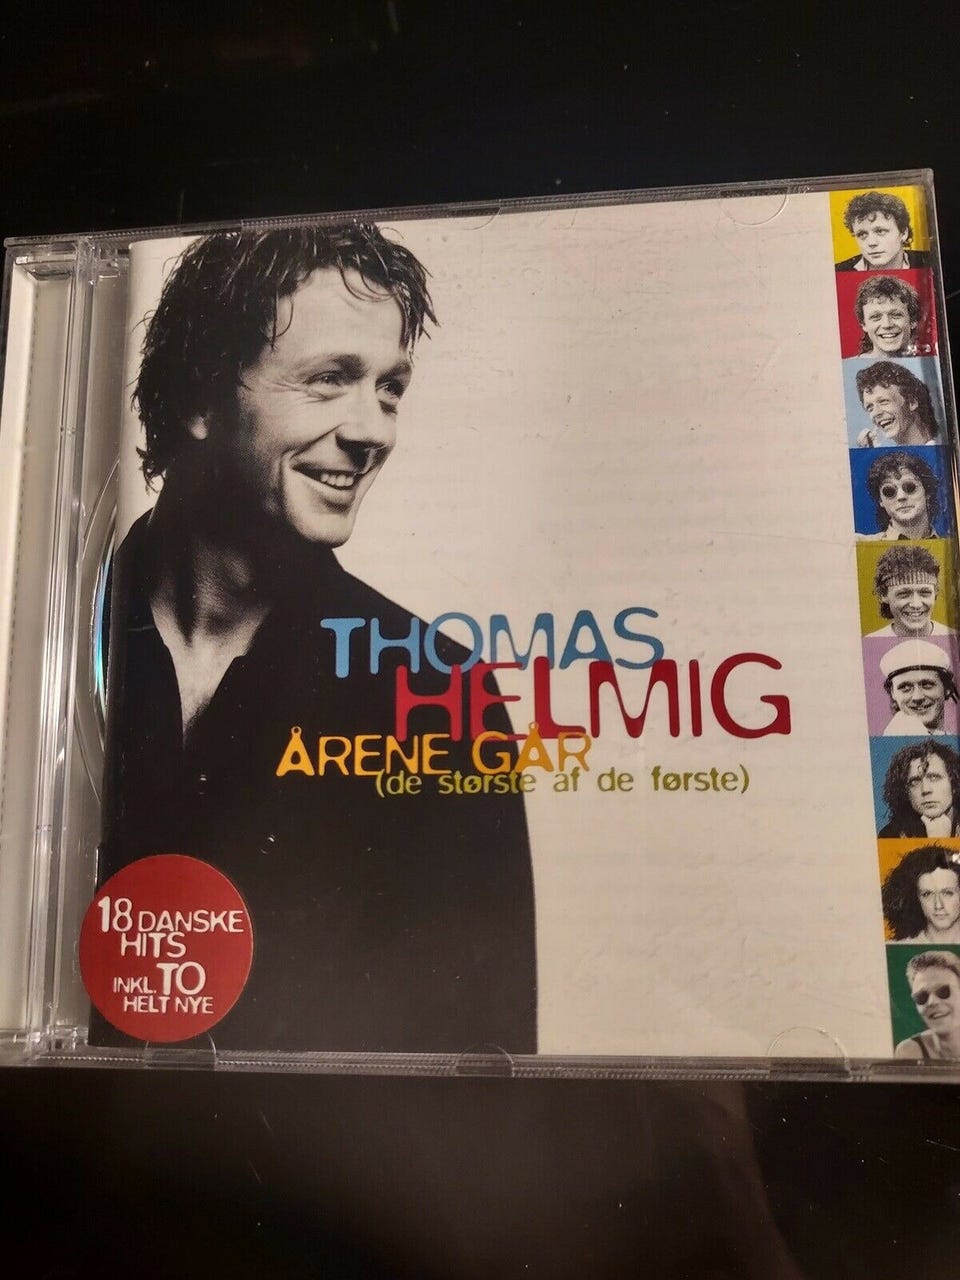 THOMAS
HELMIG
ÅRENE GÅR
(de største af de første)
18 DANSKE
HITS
INKL. TO
HELT NYE